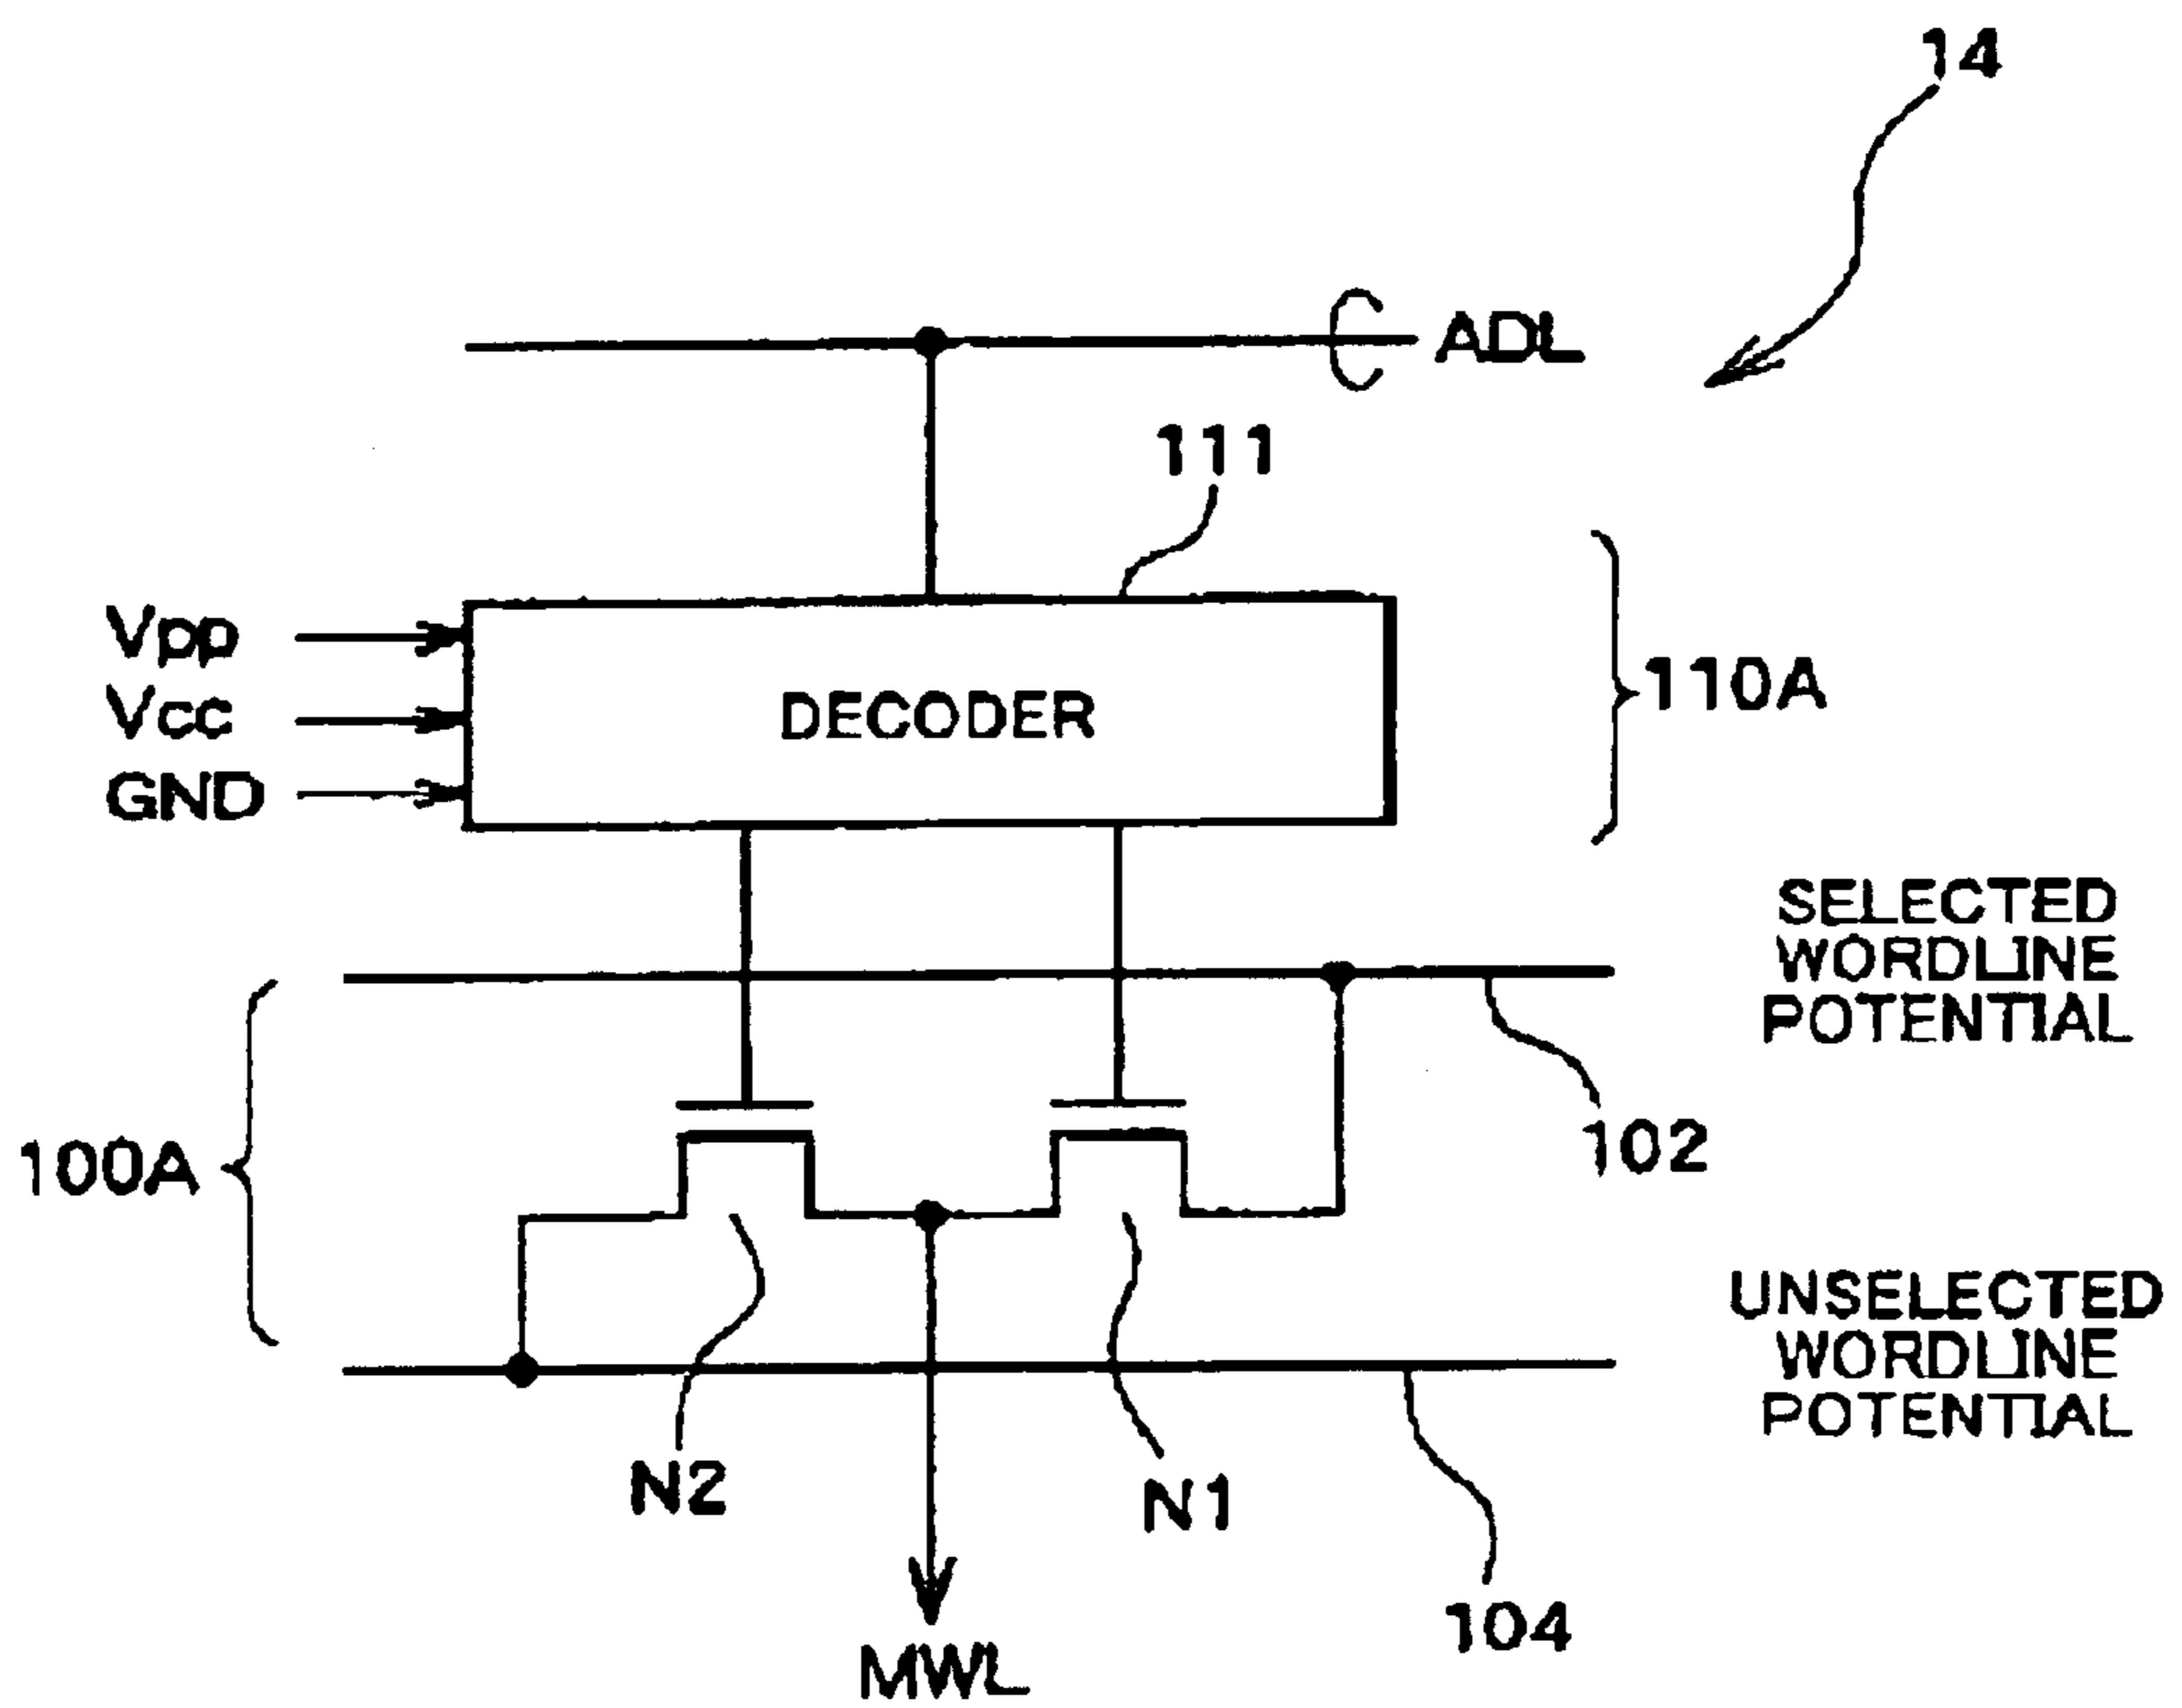 14
ADL
111
Vpp
Vcc
GND
DECODER
110A
SELECTED
WORDLINE
POTENTIAL
102
100A
UNSELECTED
WORDLINE
POTENTIAL
N2
N1
104
MWL